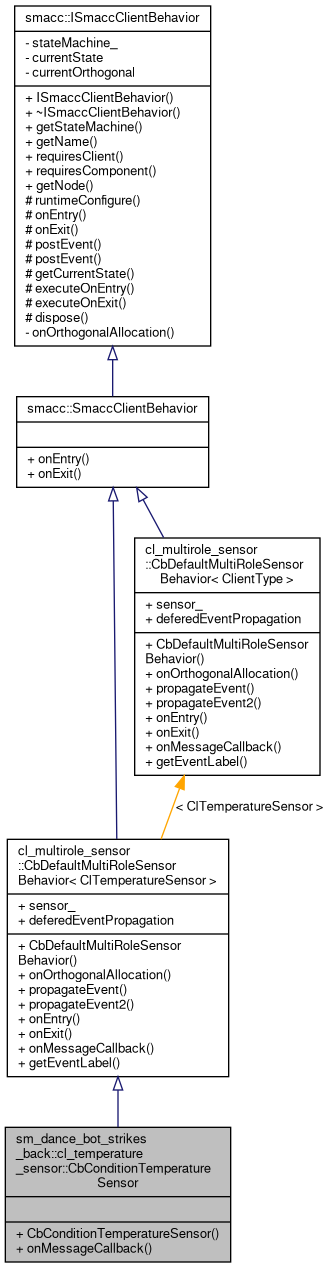 smacc::ISmaccClientBehavior
- stateMachine_
- currentState
- currentOrthogonal
+ ISmaccClientBehavior()
+ ~ISmaccClientBehavior()
+ getStateMachine()
+ getName()
+ requiresClient()
+ requiresComponent()
+ getNode()
# runtimeConfigure()
# onEntry()
# onExit()
# postEvent()
# postEvent()
# getCurrentState()
# executeOnEntry()
# executeOnExit()
# dispose()
- onOrthogonalAllocation()
smacc::SmaccClientBehavior
+ onEntry()
+ onExit()
cl_multirole_sensor
::CbDefaultMultiRoleSensor
Behavior< ClientType >
+ sensor_
+ deferedEventPropagation
+ CbDefaultMultiRoleSensor
Behavior()
+ onOrthogonalAllocation()
+ propagateEvent()
+ propagateEvent2()
+ onEntry()
+ onExit()
+ onMessageCallback()
+ getEventLabel()
< ClTemperatureSensor >
cl_multirole_sensor
::CbDefaultMultiRoleSensor
Behavior< ClTemperatureSensor >
+ sensor_
+ deferedEventPropagation
+ CbDefaultMultiRoleSensor
Behavior()
+ onOrthogonalAllocation()
+ propagateEvent()
+ propagateEvent2()
+ onEntry()
+ onExit()
+ onMessageCallback()
+ getEventLabel()
sm_dance_bot_strikes
_back::cl_temperature
_sensor::CbConditionTemperature
Sensor
+ CbConditionTemperatureSensor()
+ onMessageCallback()